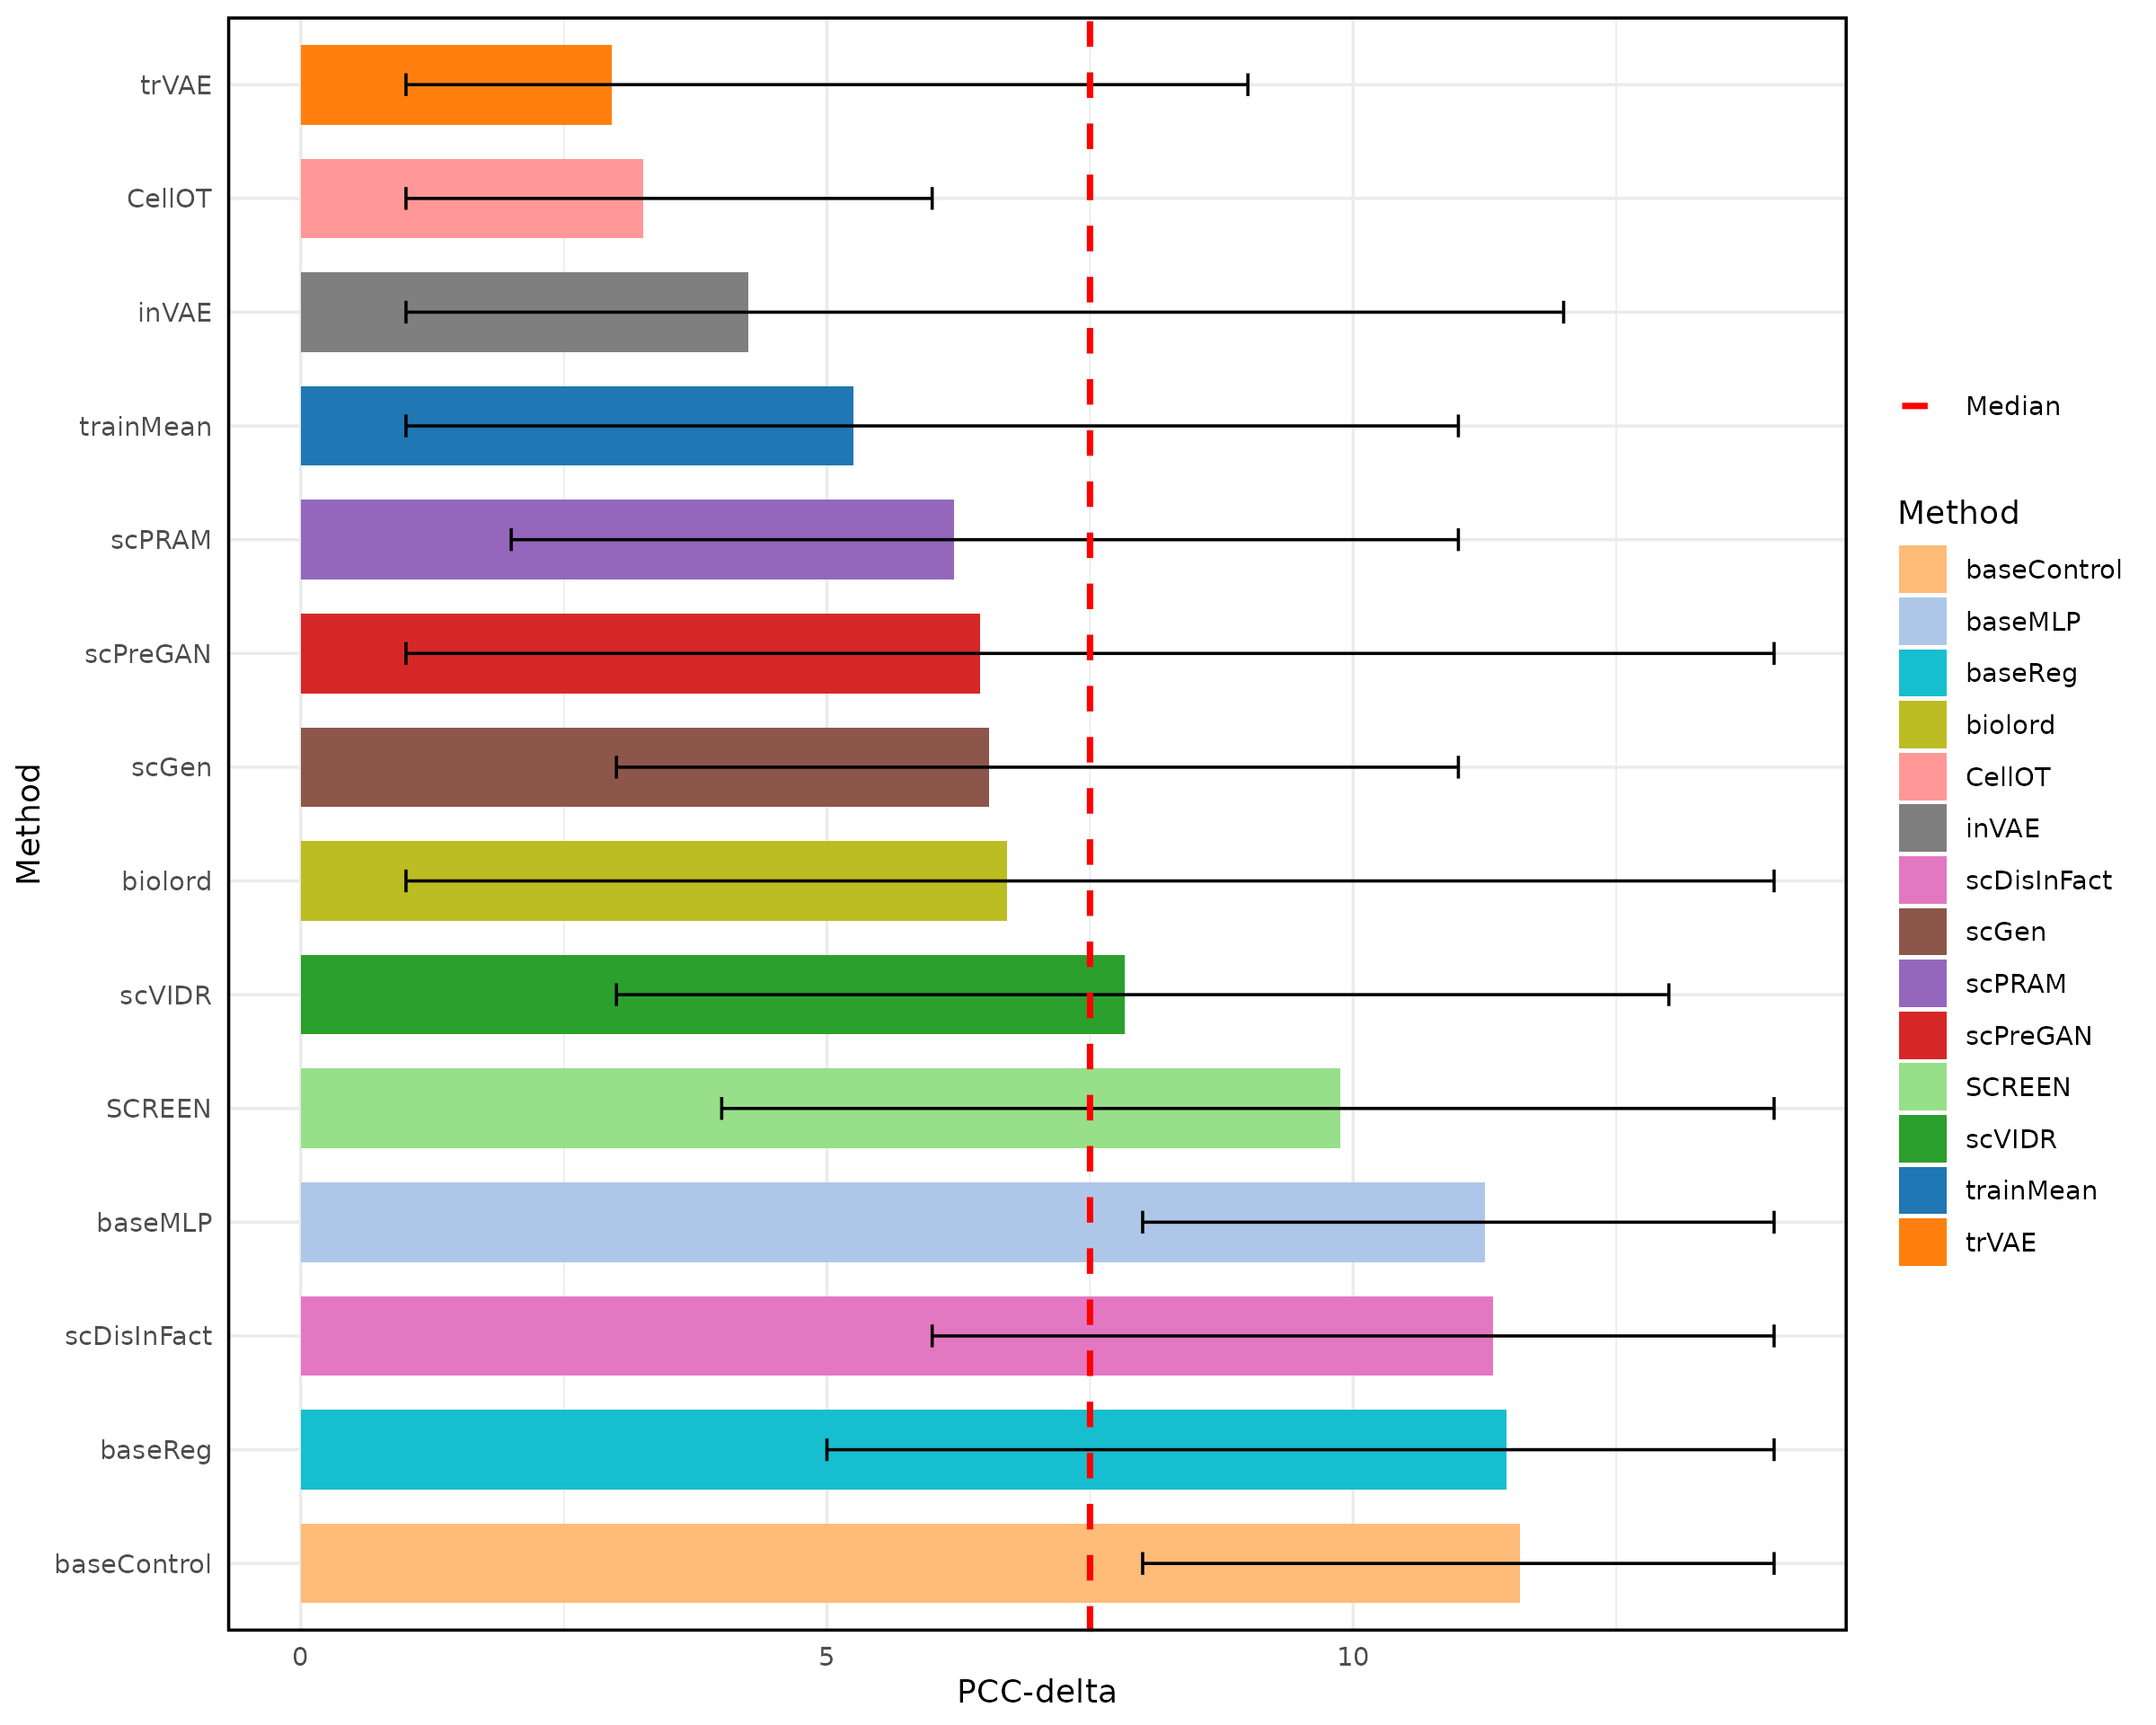 Method
trVAE
CellOT
inVAE
trainMean
scPRAM
scPreGAN
scGen
biolord
scVIDR
SCREEN
baseMLP
scDisInFact
baseReg
baseControl
0 5 10
PCC-delta
Median
Method
baseControl
baseMLP
baseReg
biolord
CellOT
inVAE
scDisInFact
scGen
scPRAM
scPreGAN
SCREEN
scVIDR
trainMean
trVAE